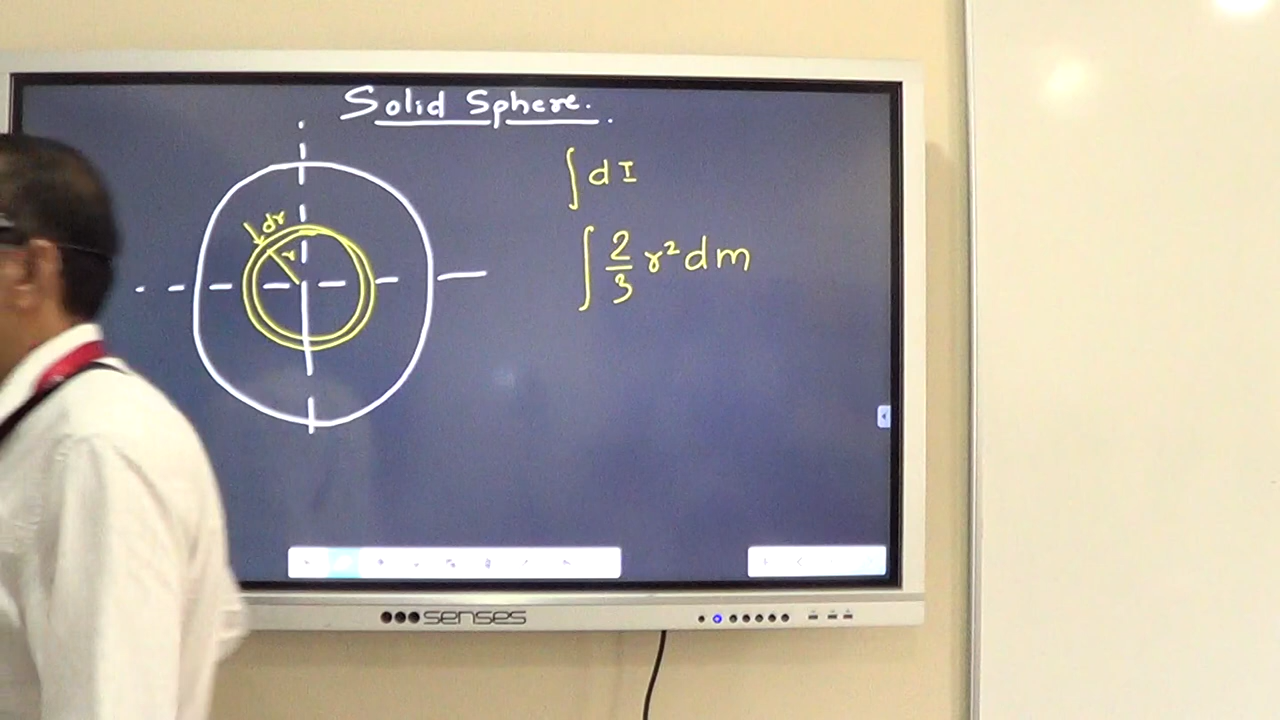 Solid Sphere.
∫ dI
dr
r
∫ 2/3 r² dm
senses